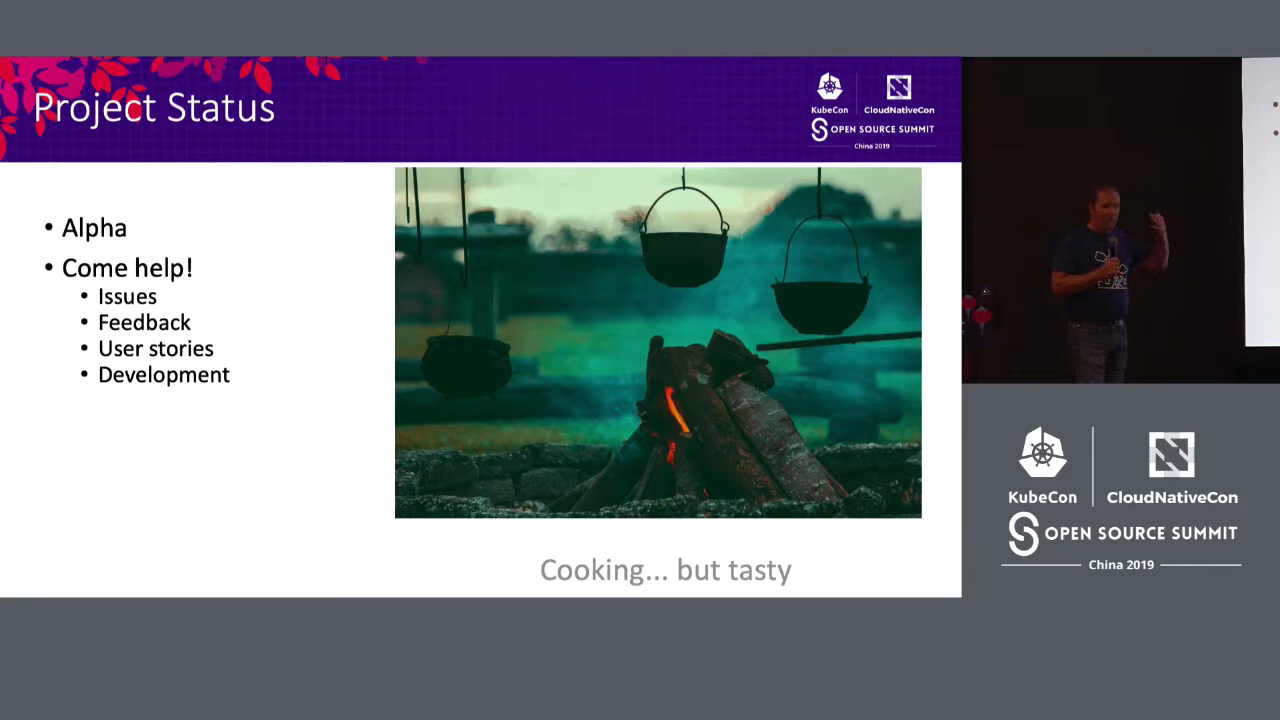 Project Status
KubeCon
CloudNativeCon
OPEN SOURCE SUMMIT
China 2019
• Alpha
• Come help!
• Issues
• Feedback
• User stories
• Development
Cooking... but tasty
KubeCon
CloudNativeCon
OPEN SOURCE SUMMIT
China 2019